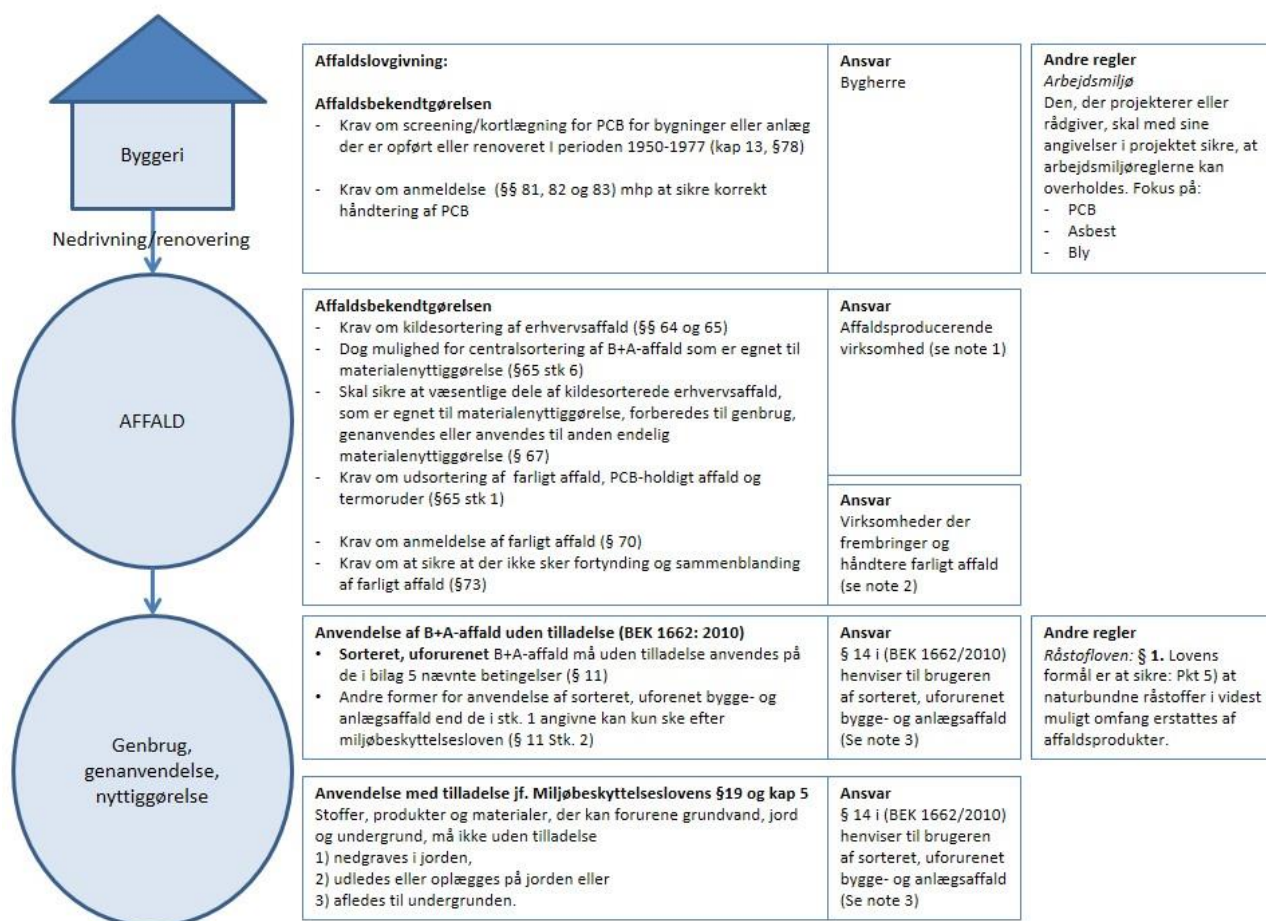 Byggeri
Nedrivning/renovering
Affaldslovgivning:
Affaldsbekendtgørelsen
- Krav om screening/kortlægning for PCB for bygninger eller anlæg
der er opført eller renoveret I perioden 1950-1977 (kap 13, §78)
- Krav om anmeldelse (§§ 81, 82 og 83) mhp at sikre korrekt
håndtering af PCB
Ansvar
Bygherre
Andre regler
Arbejdsmiljø
Den, der projekterer eller
rådgiver, skal med sine
angivelser i projektet sikre, at
arbejdsmiljøreglerne kan
overholdes. Fokus på:
- PCB
- Asbest
- Bly
AFFALD
Affaldsbekendtgørelsen
- Krav om kildesortering af erhvervsaffald (§§ 64 og 65)
- Dog mulighed for centralsortering af B+A-affald som er egnet til
materialenyttiggørelse (§65 stk 6)
- Skal sikre at væsentlige dele af kildesorterede erhvervsaffald,
som er egnet til materialenyttiggørelse, forberedes til genbrug,
genanvendes eller anvendes til anden endelig
materialenyttiggørelse (§ 67)
- Krav om udsortering af farligt affald, PCB-holdigt affald og
termoruder (§65 stk 1)
- Krav om anmeldelse af farligt affald (§ 70)
- Krav om at sikre at der ikke sker fortynding og sammenblanding
af farligt affald (§73)
Ansvar
Affaldsproducerende
virksomhed (se note 1)
Ansvar
Virksomheder der
frembringer og
håndtere farligt affald
(se note 2)
Genbrug,
genanvendelse,
nyttiggørelse
Anvendelse af B+A-affald uden tilladelse (BEK 1662: 2010)
• Sorteret, uforurenet B+A-affald må uden tilladelse anvendes på
de i bilag 5 nævnte betingelser (§ 11)
• Andre former for anvendelse af sorteret, uforenet bygge- og
anlægsaffald end de i stk. 1 angivne kan kun ske efter
miljøbeskyttelsesloven (§ 11 Stk. 2)
Ansvar
§ 14 i (BEK 1662/2010)
henviser til brugeren
af sorteret, uforurenet
bygge- og anlægsaffald
(Se note 3)
Andre regler
Råstofloven: § 1. Lovens
formål er at sikre: Pkt 5) at
naturbundne råstoffer i videst
muligt omfang erstattes af
affaldsprodukter.
Anvendelse med tilladelse jf. Miljøbeskyttelseslovens §19 og kap 5
Stoffer, produkter og materialer, der kan forurene grundvand, jord
og undergrund, må ikke uden tilladelse
1) nedgraves i jorden,
2) udledes eller oplægges på jorden eller
3) afledes til undergrunden.
Ansvar
§ 14 i (BEK 1662/2010)
henviser til brugeren
af sorteret, uforurenet
bygge- og anlægsaffald
(Se note 3)